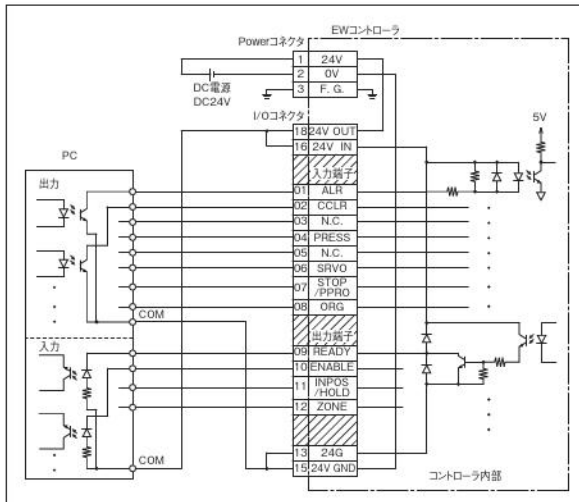 EWコントローラ
Powerコネクタ
1 24V
2 0V
3 F. G.
DC電源
DC24V
I/Oコネクタ
18 24V OUT
16 24V IN
5V
PC
出力
入力端子
01 ALR
02 CCLR
03 N.C.
04 PRESS
05 N.C.
06 SRVO
07 STOP
/PPRO
08 ORG
COM
出力端子
入力
09 READY
10 ENABLE
11 INPOS
/HOLD
12 ZONE
COM
13 24G
15 24V GND
コントローラ内部